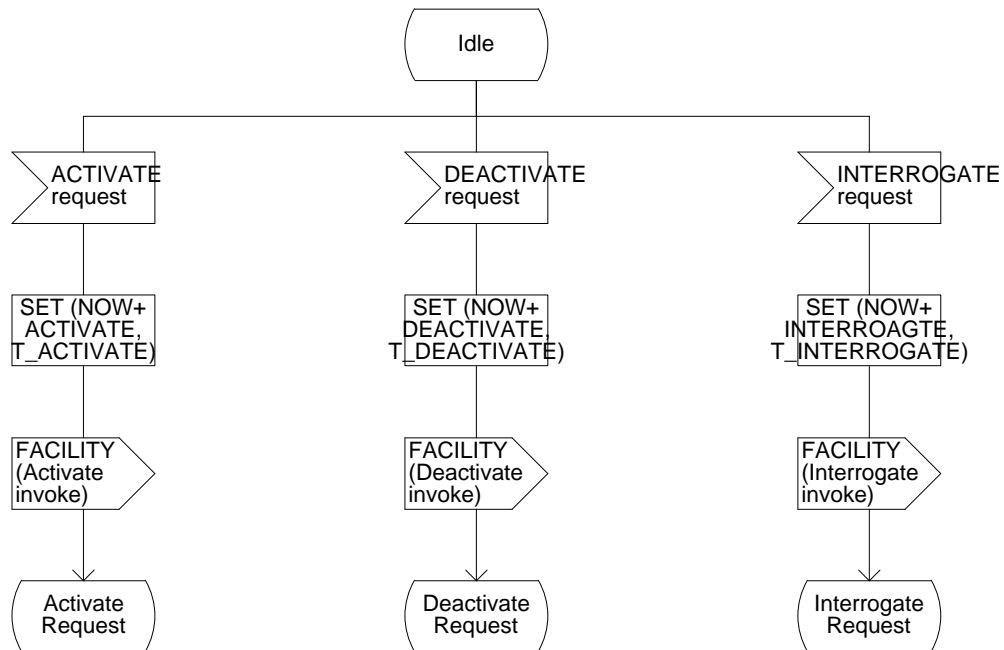 Idle
ACTIVATE
request
DEACTIVATE
request
INTERROGATE
request
SET (NOW+
ACTIVATE,
T_ACTIVATE)
SET (NOW+
DEACTIVATE,
T_DEACTIVATE)
SET (NOW+
INTERROAGTE,
T_INTERROGATE)
FACILITY
(Activate
invoke)
FACILITY
(Deactivate
invoke)
FACILITY
(Interrogate
invoke)
Activate
Request
Deactivate
Request
Interrogate
Request